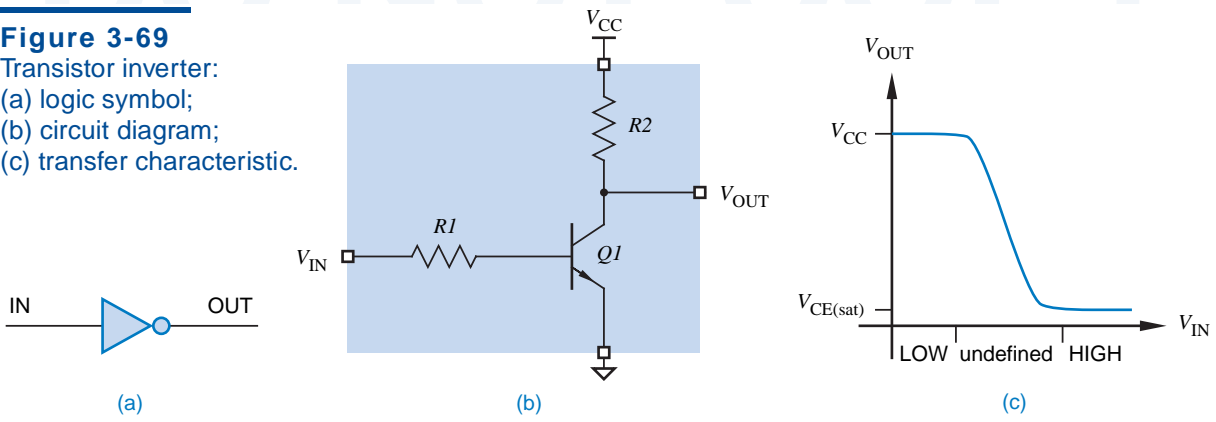 Figure 3-69
Transistor inverter:
(a) logic symbol;
(b) circuit diagram;
(c) transfer characteristic.
IN
OUT
(a)
VCC
R2
VOUT
R1
VIN
Q1
(b)
VOUT
VCC
VCE(sat)
VIN
LOW undefined HIGH
(c)